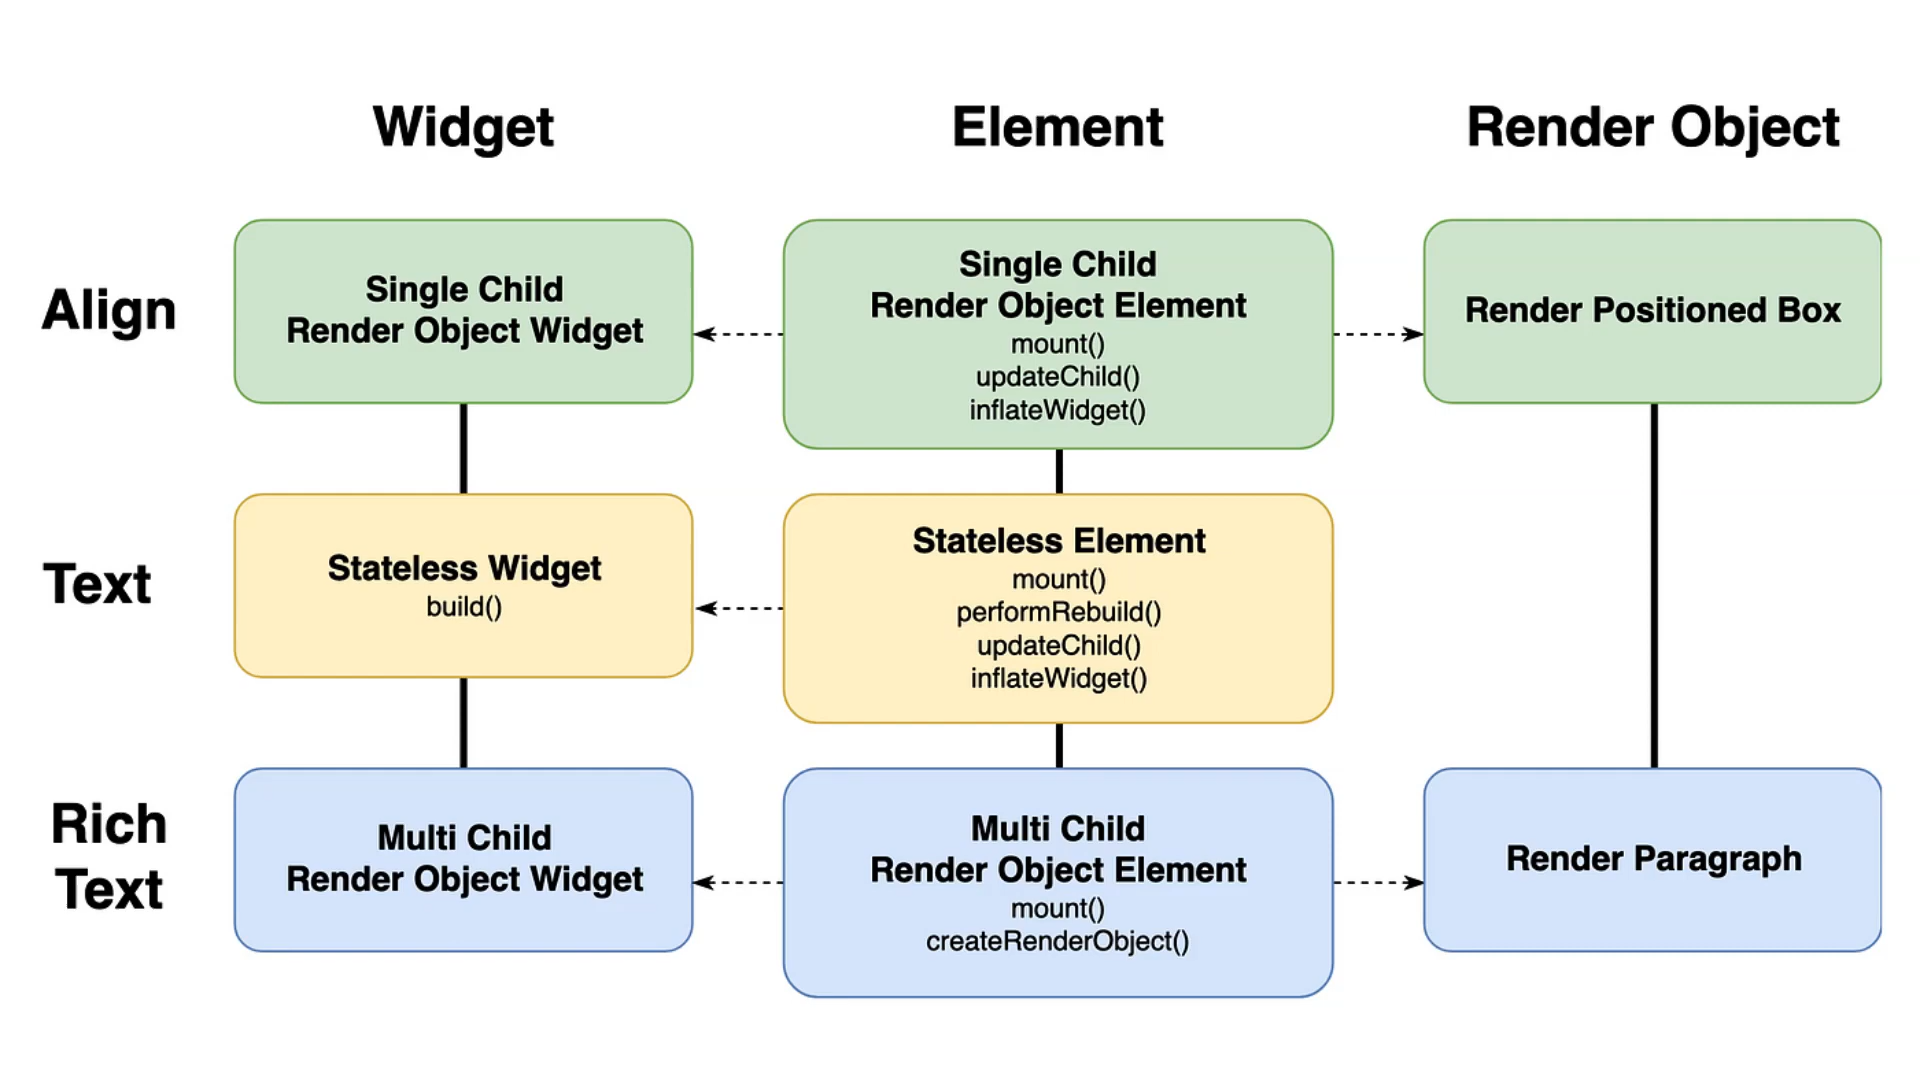 Widget
Element
Render Object
Align
Single Child
Render Object Widget
Single Child
Render Object Element
mount()
updateChild()
inflateWidget()
Render Positioned Box
Text
Stateless Widget
build()
Stateless Element
mount()
performRebuild()
updateChild()
inflateWidget()
Rich
Text
Multi Child
Render Object Widget
Multi Child
Render Object Element
mount()
createRenderObject()
Render Paragraph